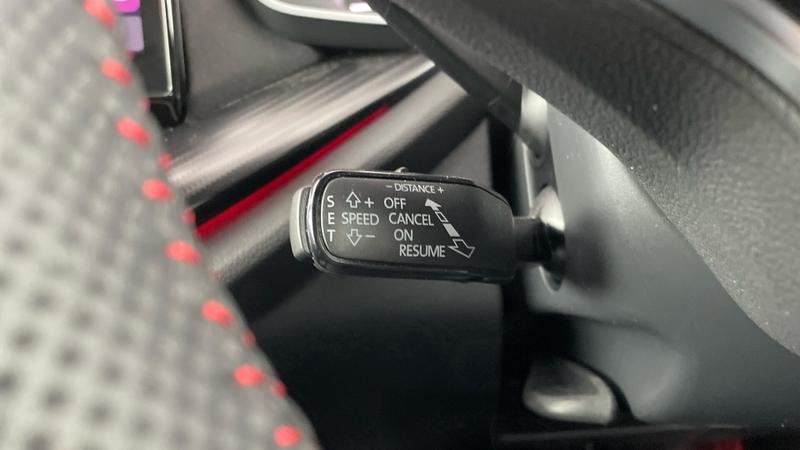 − DISTANCE +
S + OFF
E SPEED CANCEL
T − ON
RESUME